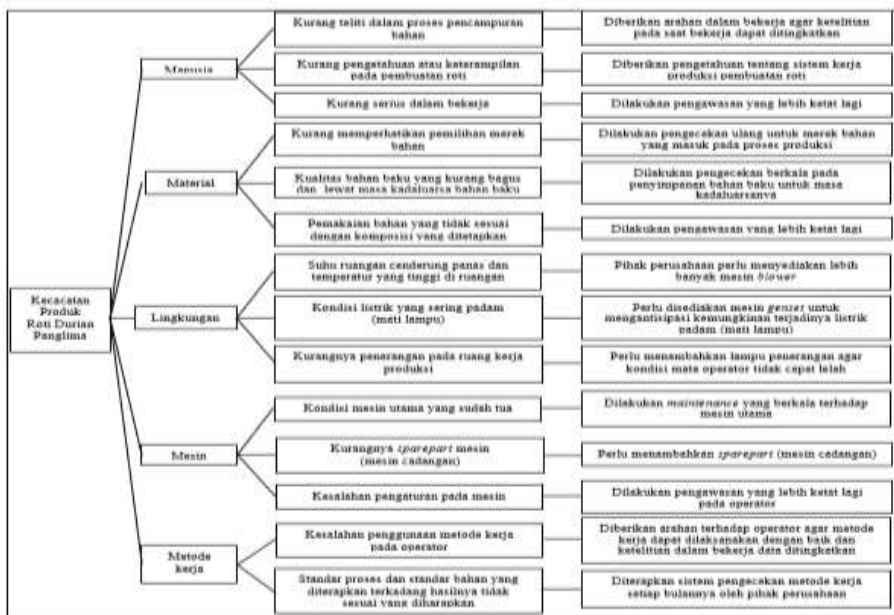 Kecacatan
Produk
Roti Durian
Panglima
Manusia
Kurang teliti dalam proses pencampuran
bahan
Diberikan arahan dalam bekerja agar ketelitian
pada saat bekerja dapat ditingkatkan
Kurang pengetahuan atau keterampilan
pada pembuatan roti
Diberikan pengetahuan tentang sistem kerja
produksi pembuatan roti
Kurang serius dalam bekerja
Dilakukan pengawasan yang lebih ketat lagi
Material
Kurang memperhatikan pemilihan merek
bahan
Dilakukan pengecekan ulang untuk merek bahan
yang masuk pada proses produksi
Kualitas bahan baku yang kurang bagus
dan lewat masa kadaluarsa bahan baku
Dilakukan pengecekan berkala pada
penyimpanan bahan baku untuk masa
kadaluarsanya
Pemakaian bahan yang tidak sesuai
dengan komposisi yang ditetapkan
Dilakukan pengawasan yang lebih ketat lagi
Lingkungan
Suhu ruangan cenderung panas dan
temperatur yang tinggi di ruangan
Pihak perusahaan perlu menyediakan lebih
banyak mesin blower
Kondisi listrik yang sering padam
(mati lampu)
Perlu disediakan mesin genset untuk
mengantisipasi kemungkinan terjadinya listrik
padam (mati lampu)
Kurangnya penerangan pada ruang kerja
produksi
Perlu menambahkan lampu penerangan agar
kondisi mata operator tidak cepat lelah
Mesin
Kondisi mesin utama yang sudah tua
Dilakukan maintenance yang berkala terhadap
mesin utama
Kurangnya sparepart mesin
(mesin cadangan)
Perlu menambahkan sparepart (mesin cadangan)
Kesalahan pengaturan pada mesin
Dilakukan pengawasan yang lebih ketat lagi
pada operator
Metode
kerja
Kesalahan penggunaan metode kerja
pada operator
Diberikan arahan terhadap operator agar metode
kerja dapat dilaksanakan dengan baik dan
ketelitian dalam bekerja data ditingkatkan
Standar proses dan standar bahan yang
diterapkan terkadang hasilnya tidak
sesuai yang diharapkan
Diterapkan sistem pengecekan metode kerja
setiap bulannya oleh pihak perusahaan